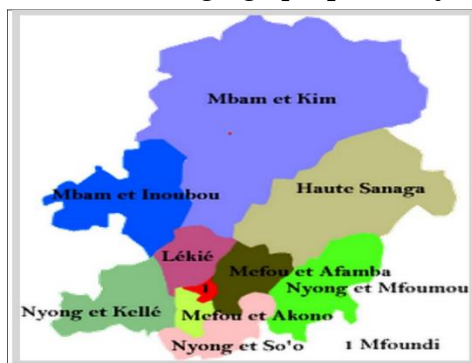 Mbam et Kim
Haute Sanaga
Mbam et Inoubou
Lékié
Mefou et Afamba
1
Nyong et Mfoumou
Nyong et Kellé
Mefou et Akono
Nyong et So'o
1 Mfoundi